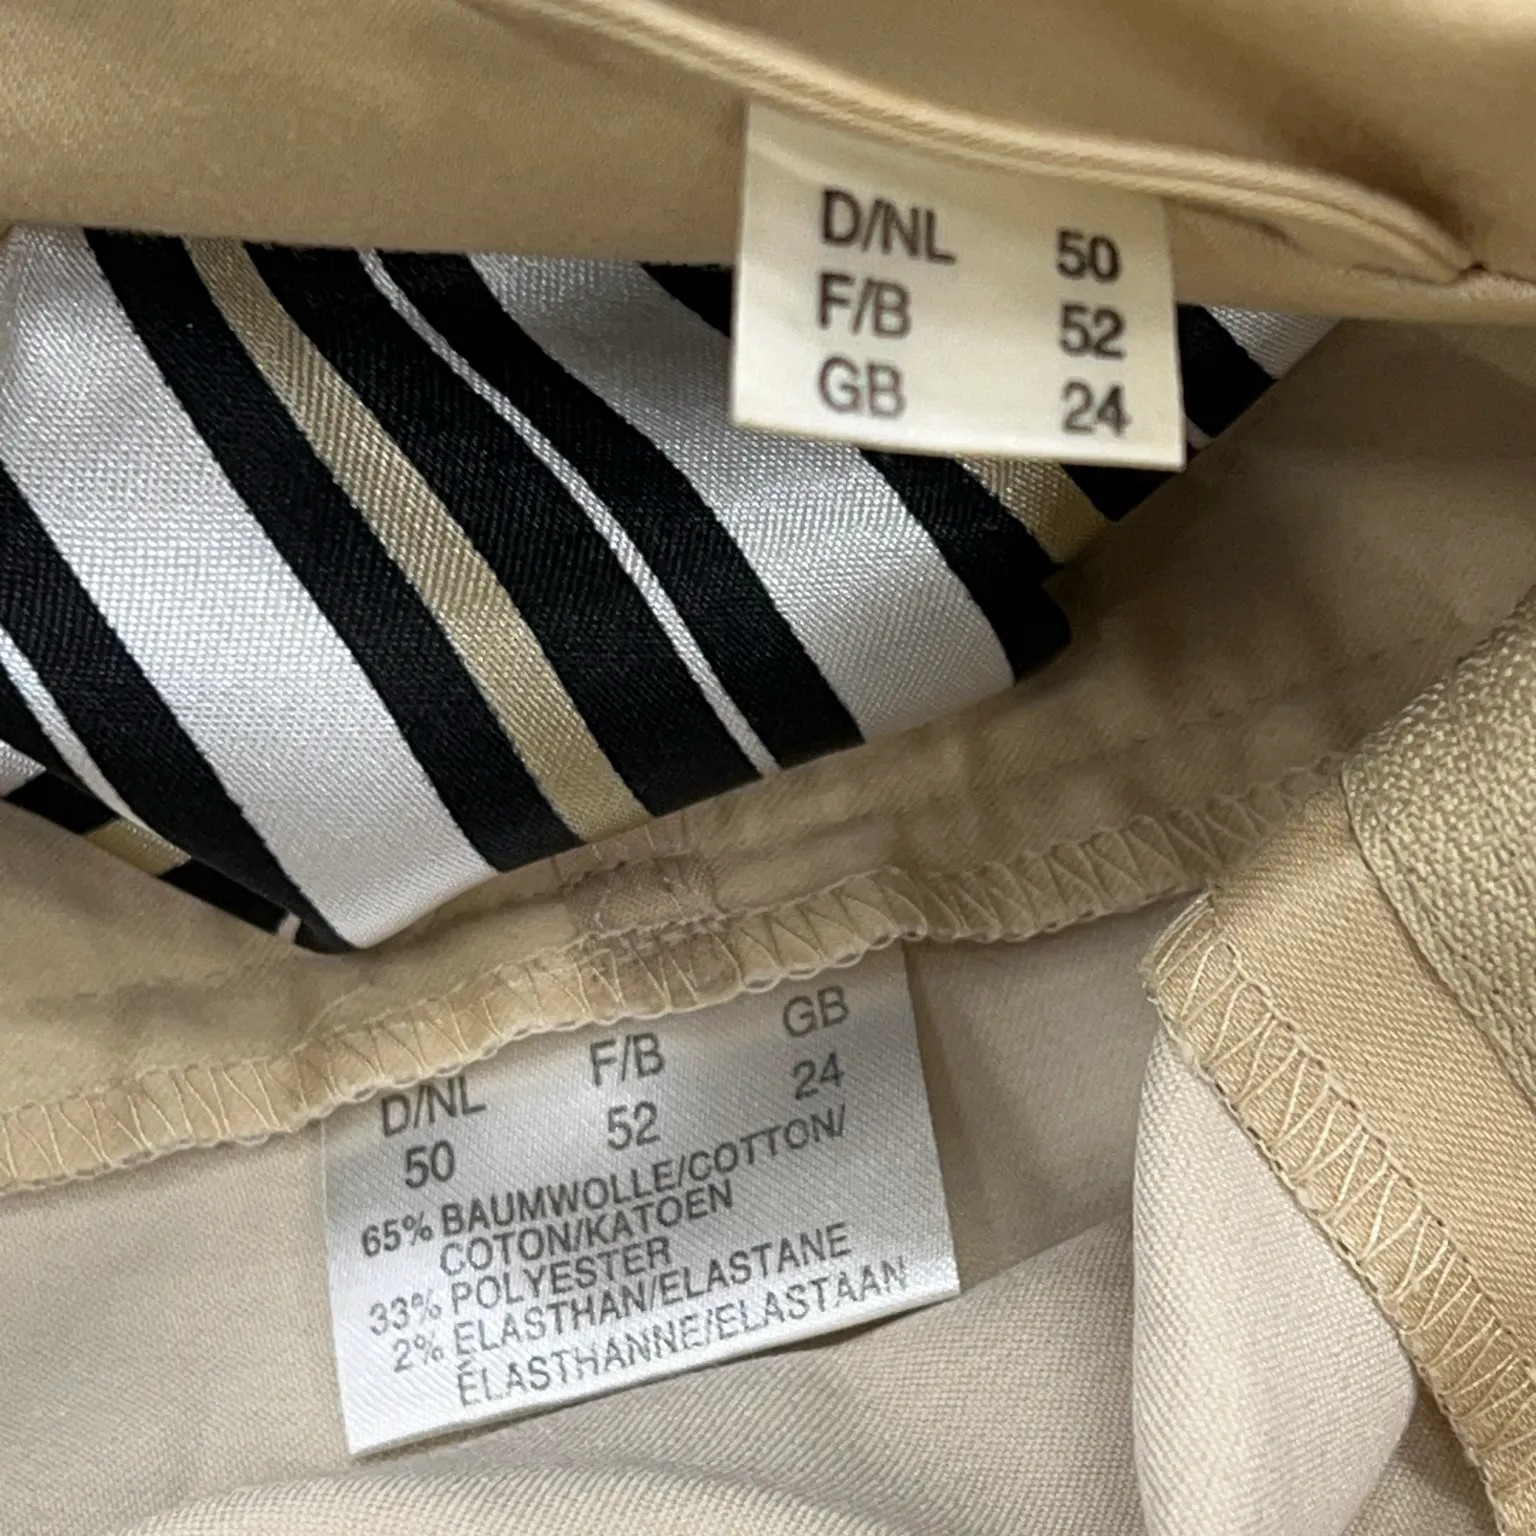 D/NL 50
F/B 52
GB 24
D/NL F/B GB
50 52 24
65% BAUMWOLLE/COTTON/
COTON/KATOEN
33% POLYESTER
2% ELASTHAN/ELASTANE
ÉLASTHANNE/ELASTAAN